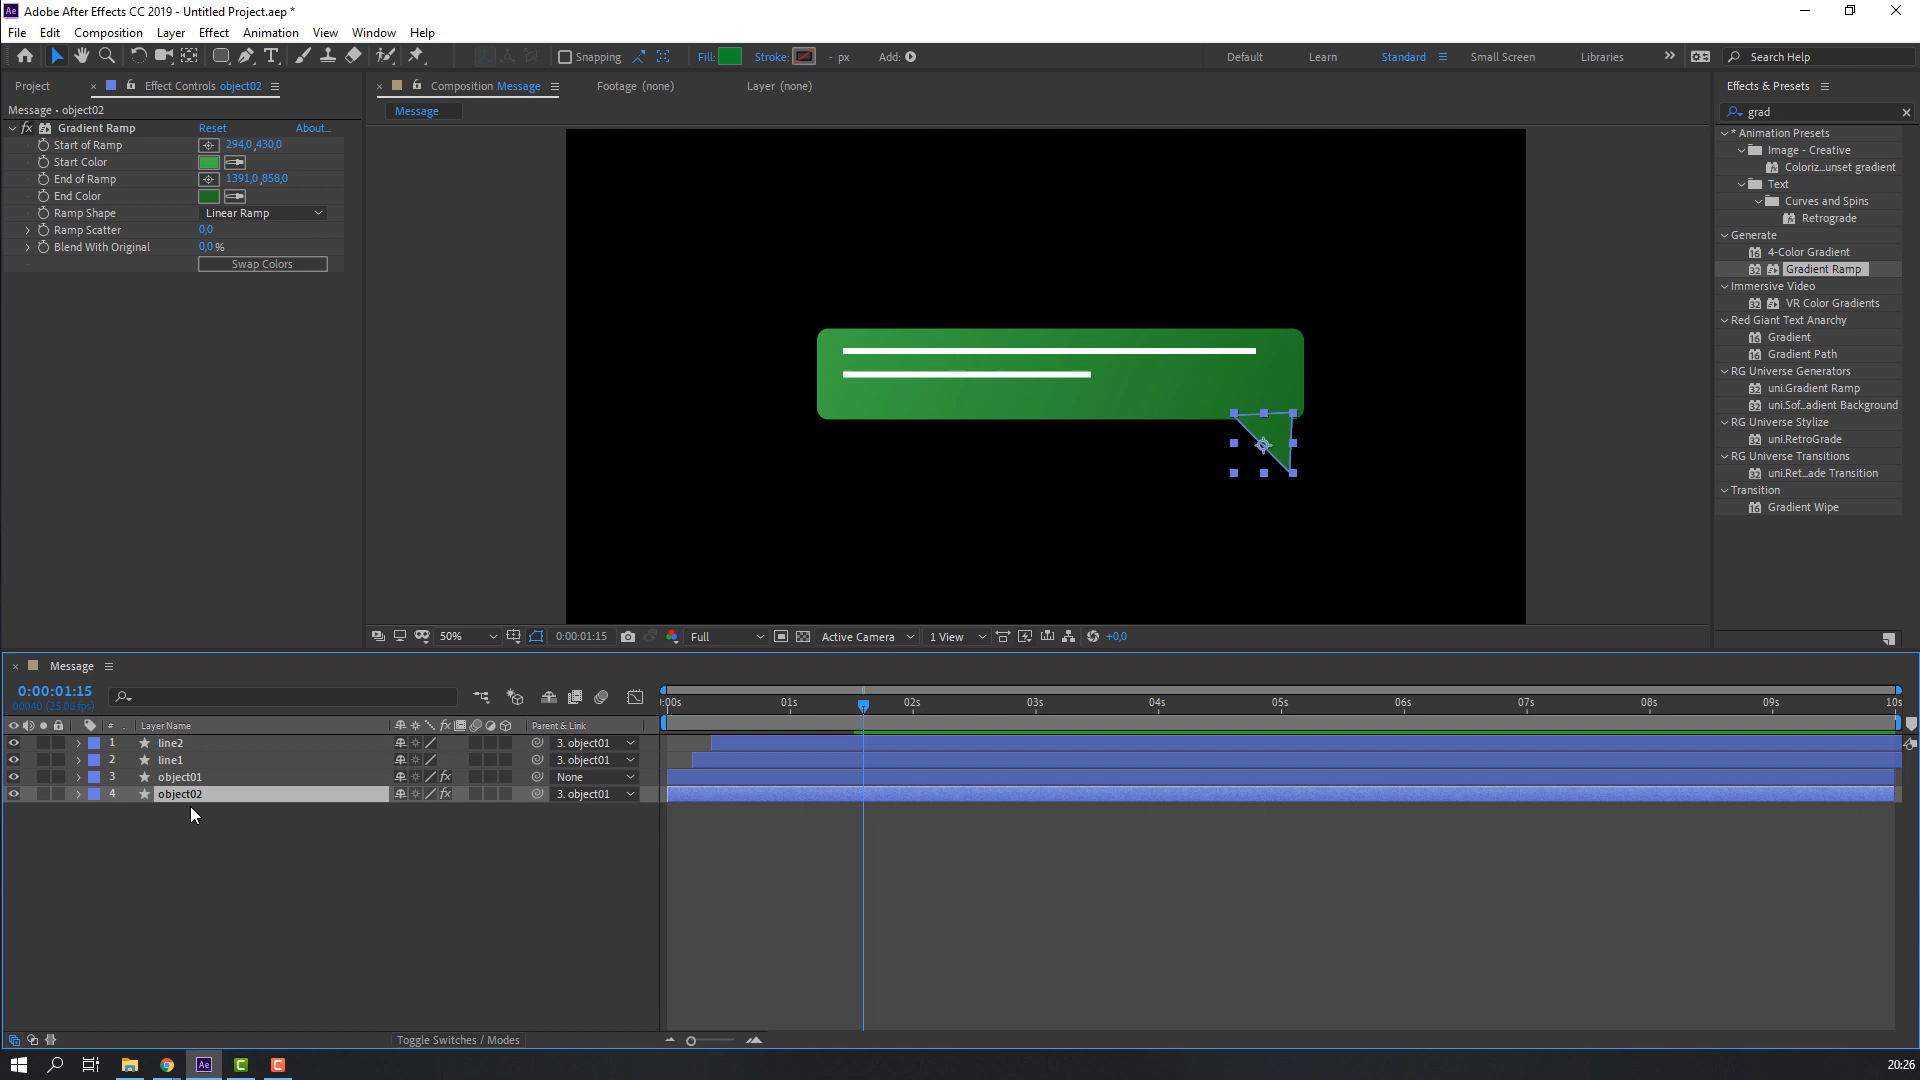 Adobe After Effects CC 2019 - Untitled Project.aep *
File Edit Composition Layer Effect Animation View Window Help
Snapping Fill: Stroke: - px Add: Default Learn Standard Small Screen Libraries Search Help
Project Effect Controls object02
Composition Message Footage (none) Layer (none)
Effects & Presets
Message • object02
Message
grad
fx Gradient Ramp Reset About...
Start of Ramp 294,0,430,0
Start Color
End of Ramp 1391,0,858,0
End Color
Ramp Shape Linear Ramp
Ramp Scatter 0,0
Blend With Original 0,0 %
Swap Colors
* Animation Presets
Image - Creative
Coloriz...unset gradient
Text
Curves and Spins
Retrograde
Generate
4-Color Gradient
Gradient Ramp
Immersive Video
VR Color Gradients
Red Giant Text Anarchy
Gradient
Gradient Path
RG Universe Generators
uni.Gradient Ramp
uni.Sof...adient Background
RG Universe Stylize
uni.RetroGrade
RG Universe Transitions
uni.Ret...ade Transition
Transition
Gradient Wipe
50% 0:00:01:15 Full Active Camera 1 View +0,0
Message
0:00:01:15
00040 (25.00 fps)
:00s 01s 02s 03s 04s 05s 06s 07s 08s 09s 10s
# Layer Name fx Parent & Link
1 line2 3. object01
2 line1 3. object01
3 object01 fx None
4 object02 fx 3. object01
Toggle Switches / Modes
Ae C C 20:26